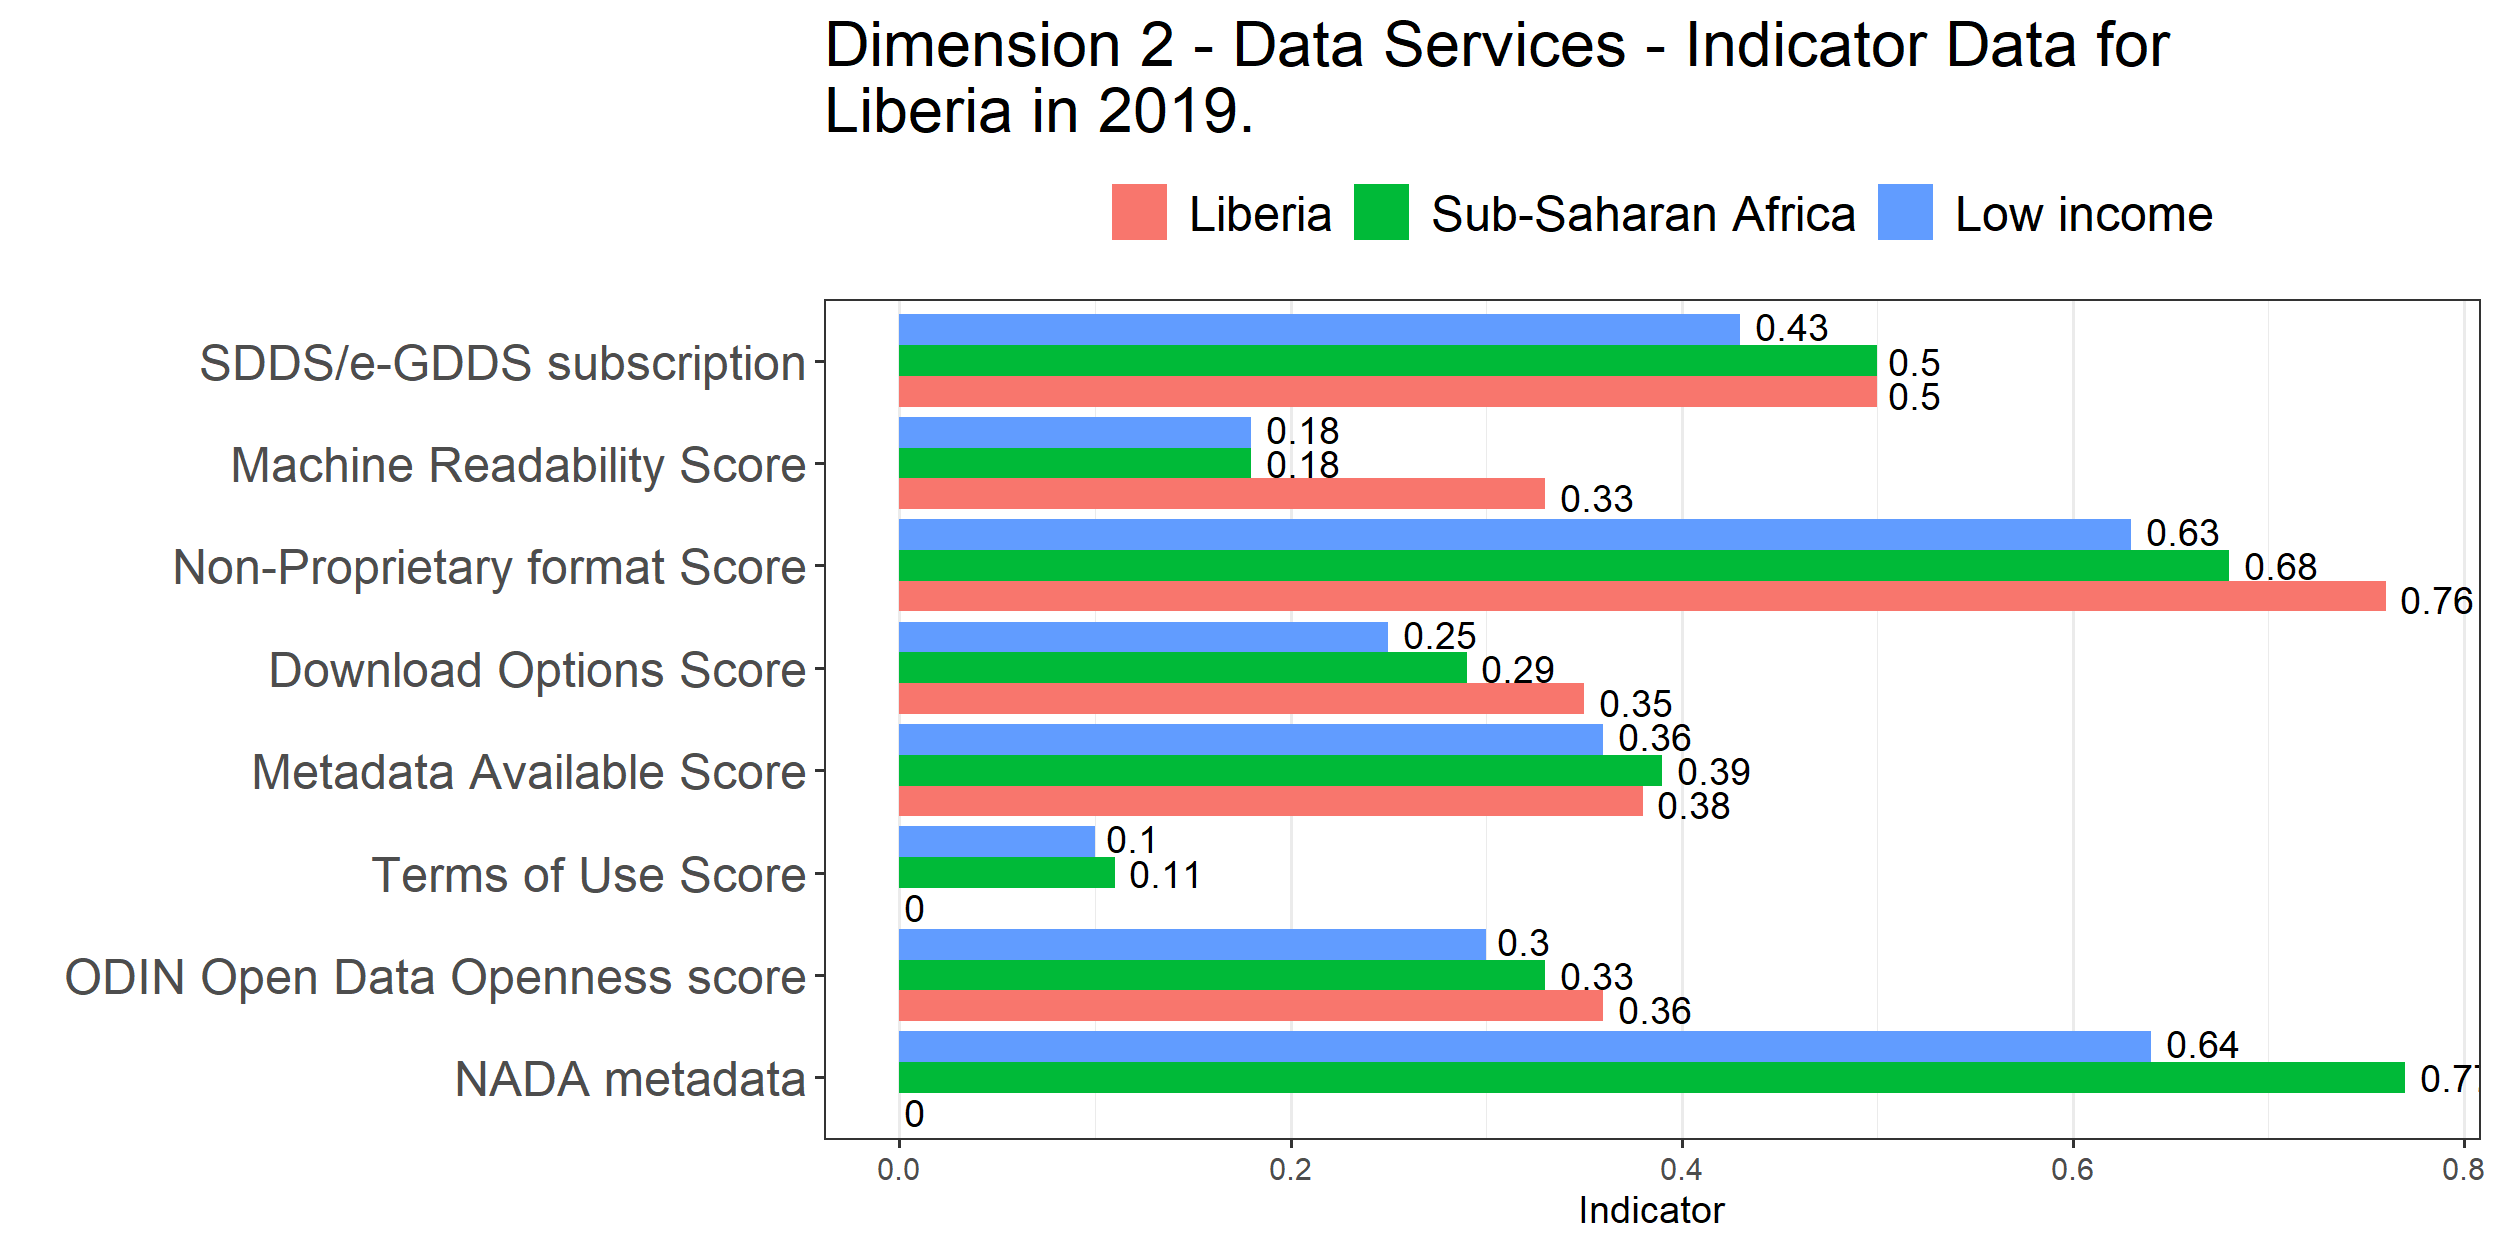 Dimension 2 - Data Services - Indicator Data for
Liberia in 2019.
Liberia Sub-Saharan Africa Low income
SDDS/e-GDDS subscription
0.43
0.5
0.5
Machine Readability Score
0.18
0.18
0.33
Non-Proprietary format Score
0.63
0.68
0.76
Download Options Score
0.25
0.29
0.35
Metadata Available Score
0.36
0.39
0.38
Terms of Use Score
0.1
0.11
0
ODIN Open Data Openness score
0.3
0.33
0.36
NADA metadata
0.64
0.77
0
0.0 0.2 0.4 0.6 0.8
Indicator